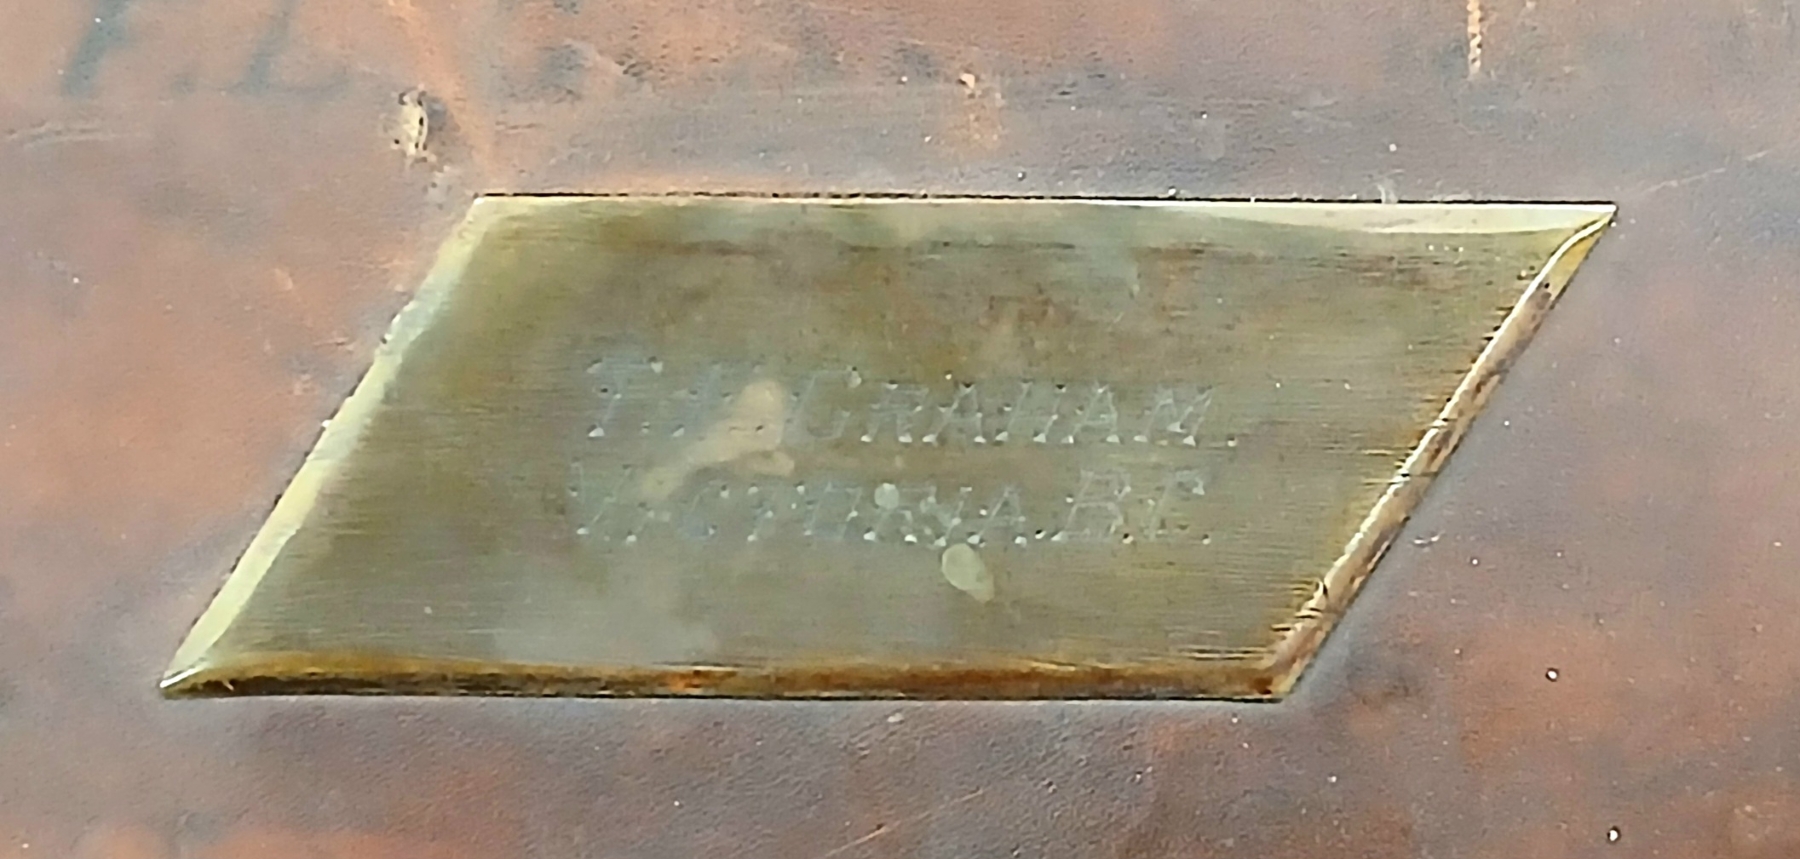 T.H. GRAHAM.
VICTORIA. B.C.